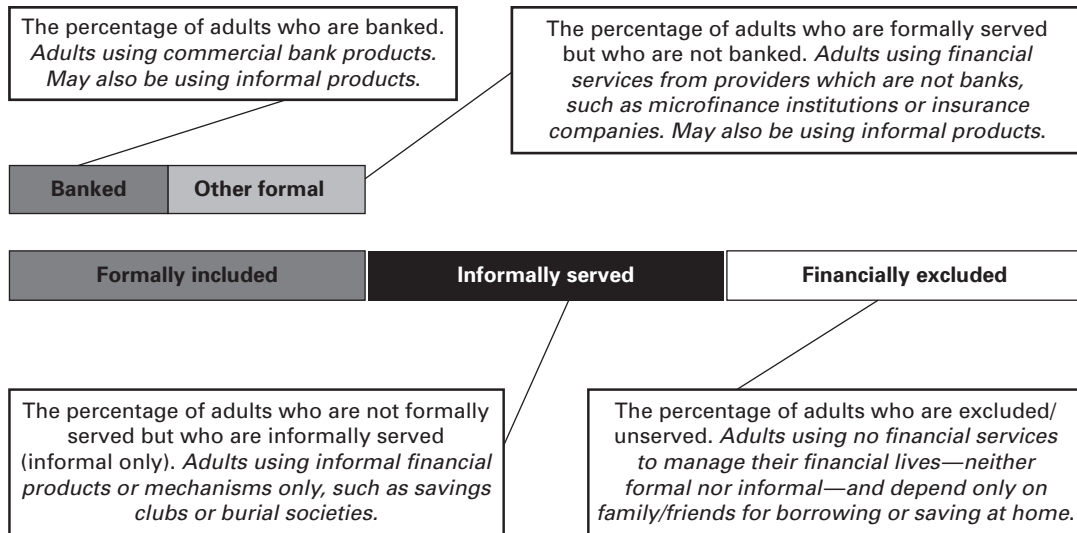 The percentage of adults who are banked.
Adults using commercial bank products.
May also be using informal products.
The percentage of adults who are formally served
but who are not banked. Adults using financial
services from providers which are not banks,
such as microfinance institutions or insurance
companies. May also be using informal products.
Banked
Other formal
Formally included
Informally served
Financially excluded
The percentage of adults who are not formally
served but who are informally served
(informal only). Adults using informal financial
products or mechanisms only, such as savings
clubs or burial societies.
The percentage of adults who are excluded/
unserved. Adults using no financial services
to manage their financial lives—neither
formal nor informal—and depend only on
family/friends for borrowing or saving at home.